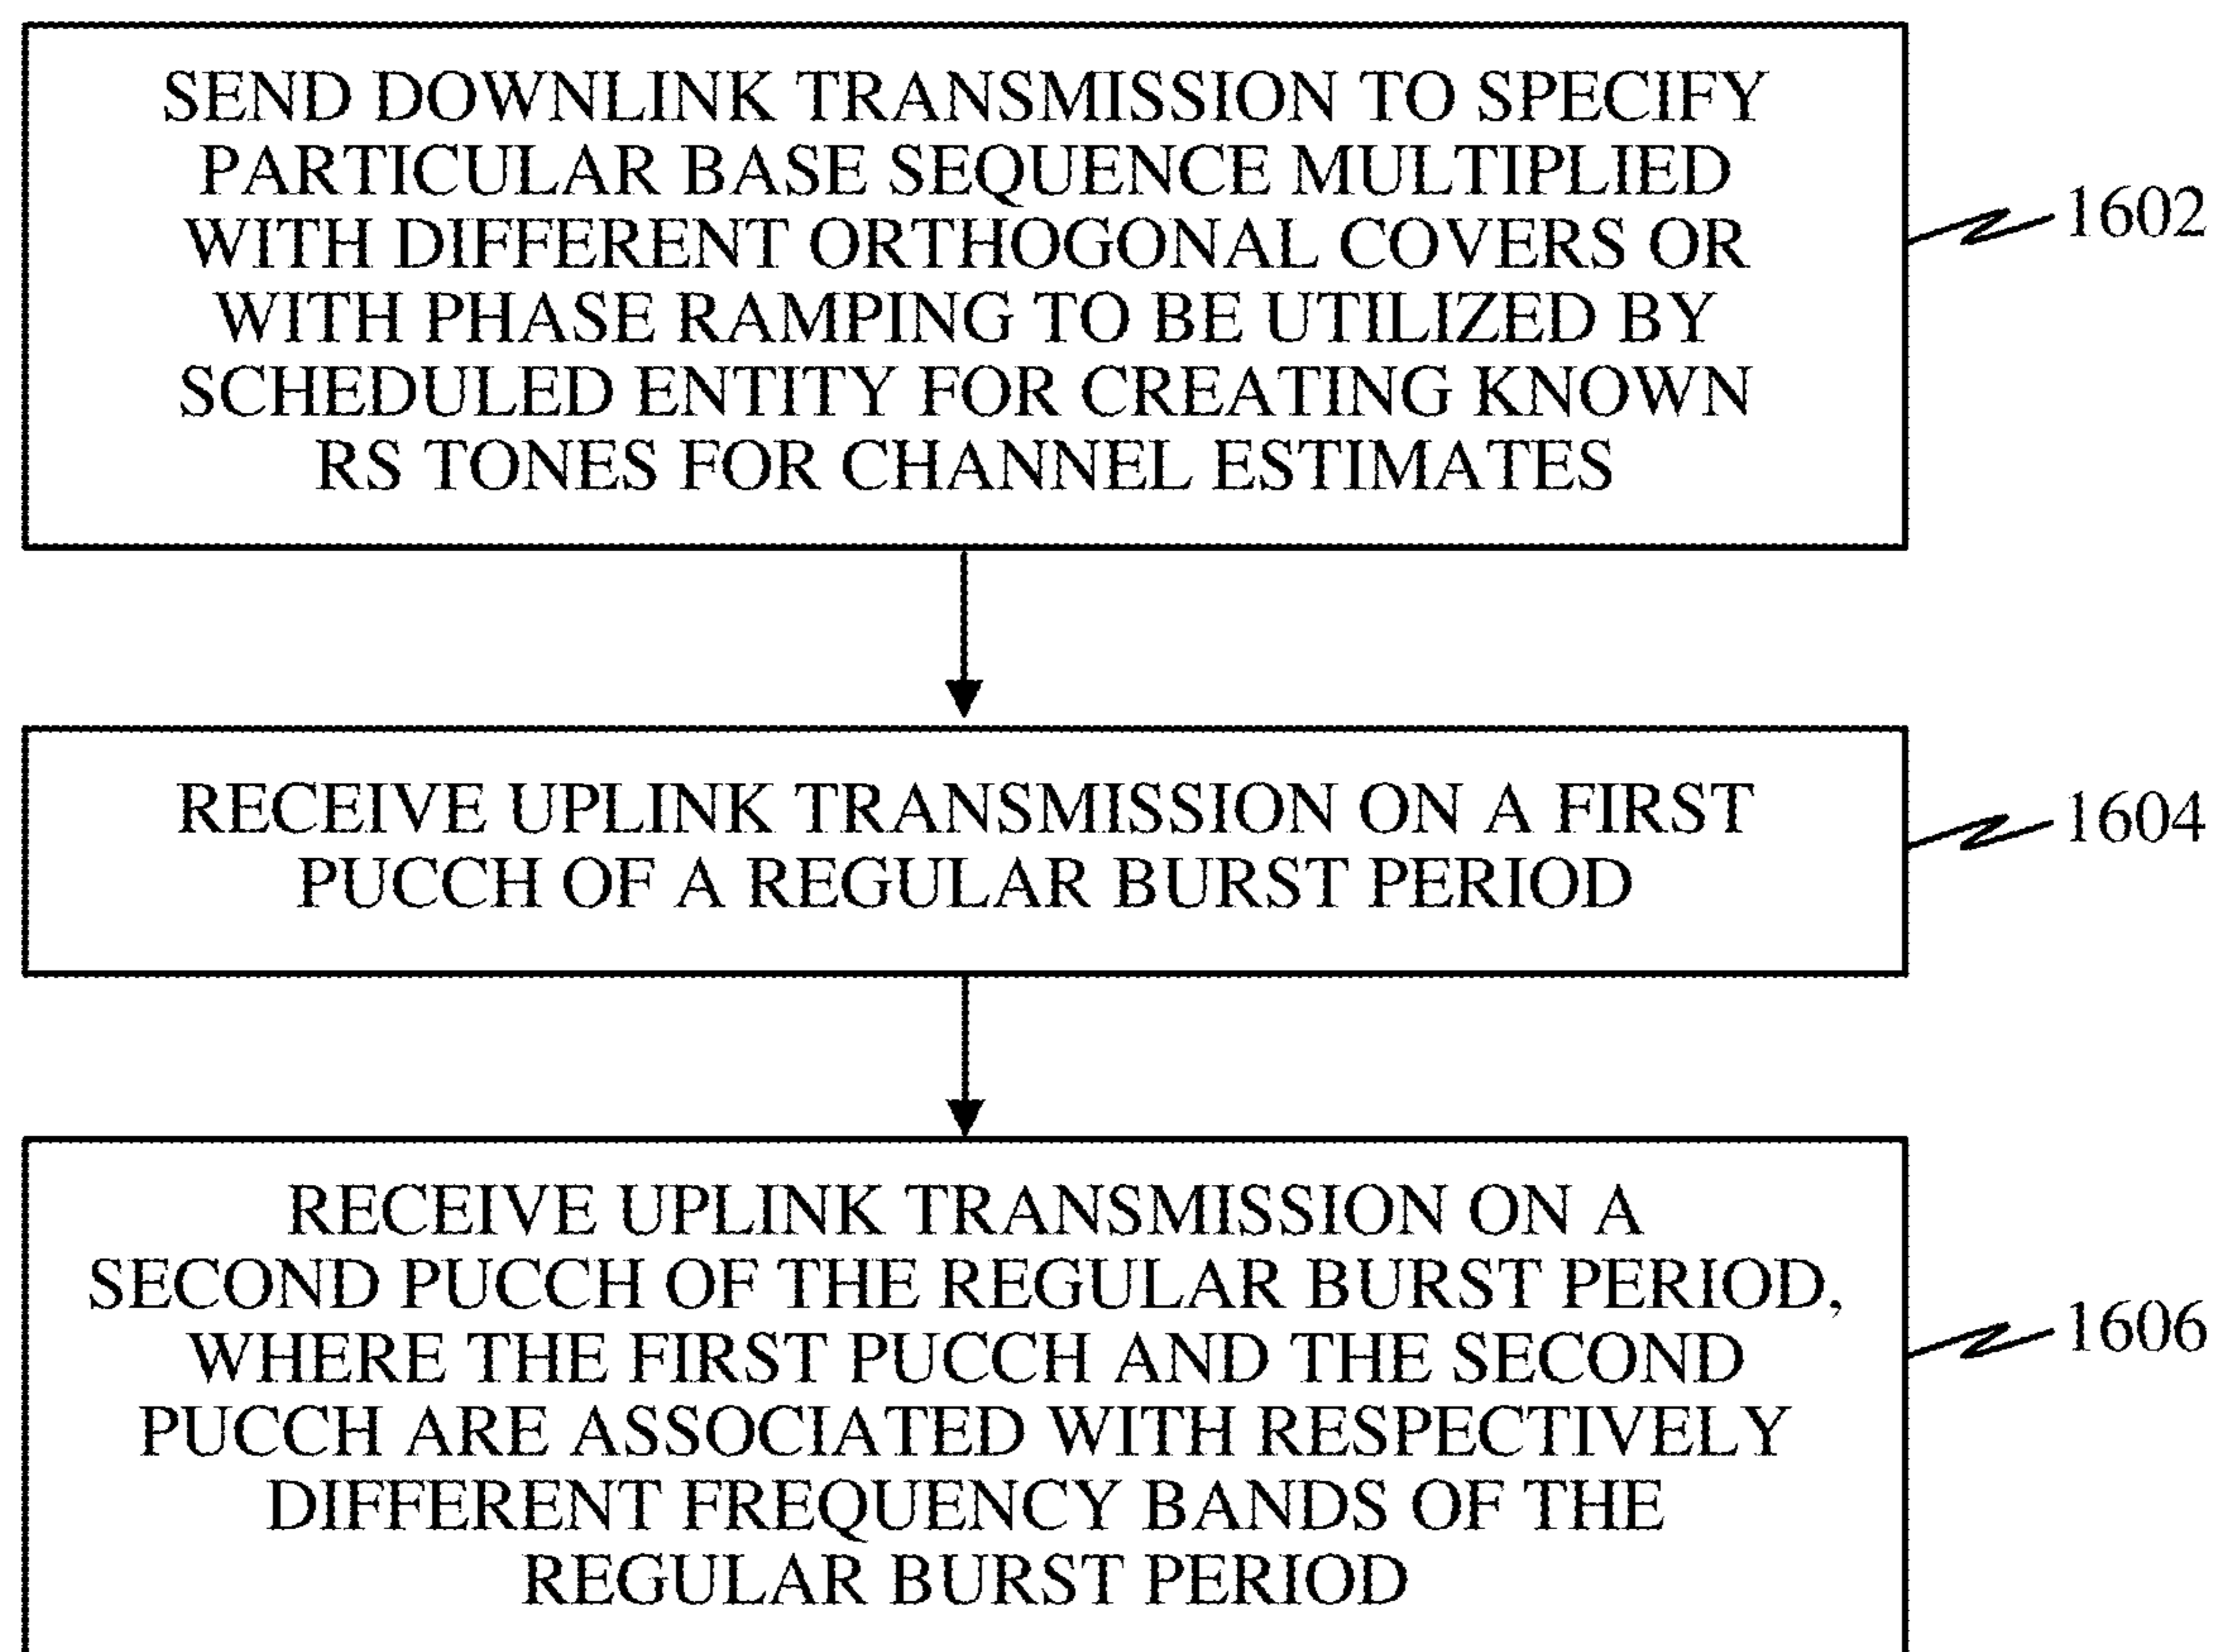 SEND DOWNLINK TRANSMISSION TO SPECIFY
PARTICULAR BASE SEQUENCE MULTIPLIED
WITH DIFFERENT ORTHOGONAL COVERS OR
WITH PHASE RAMPING TO BE UTILIZED BY
SCHEDULED ENTITY FOR CREATING KNOWN
RS TONES FOR CHANNEL ESTIMATES
1602
RECEIVE UPLINK TRANSMISSION ON A FIRST
PUCCH OF A REGULAR BURST PERIOD
1604
RECEIVE UPLINK TRANSMISSION ON A
SECOND PUCCH OF THE REGULAR BURST PERIOD,
WHERE THE FIRST PUCCH AND THE SECOND
PUCCH ARE ASSOCIATED WITH RESPECTIVELY
DIFFERENT FREQUENCY BANDS OF THE
REGULAR BURST PERIOD
1606